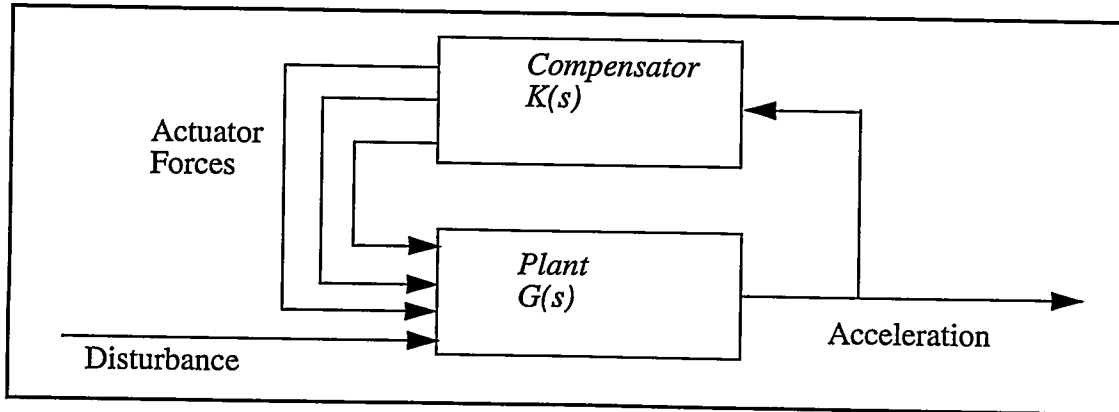 Compensator
K(s)
Actuator
Forces
Plant
G(s)
Acceleration
Disturbance